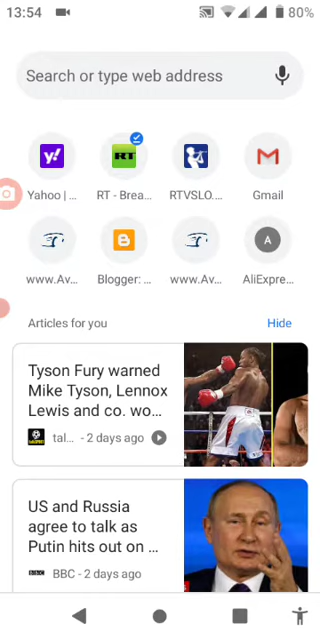 13:54 80%
Search or type web address
Yahoo | ... RT - Brea... RTVSLO.... Gmail
www.Av... Blogger: ... www.Av... AliExpre...
Articles for you Hide
Tyson Fury warned
Mike Tyson, Lennox
Lewis and co. wo...
tal... - 2 days ago
US and Russia
agree to talk as
Putin hits out on ...
BBC - 2 days ago